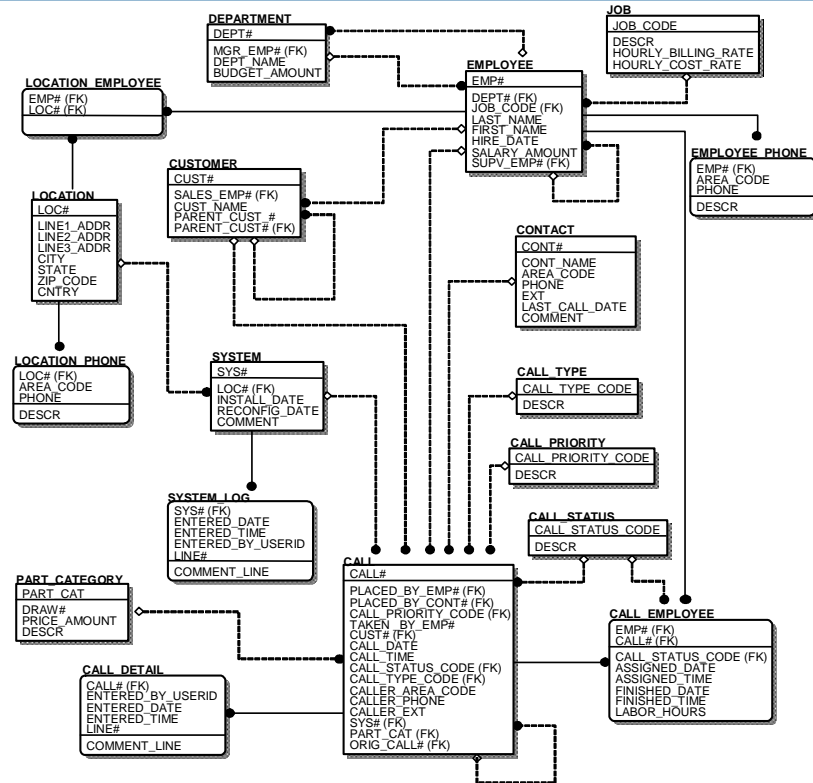 DEPARTMENT
DEPT#
MGR_EMP# (FK)
DEPT_NAME
BUDGET_AMOUNT
JOB
JOB_CODE
DESCR
HOURLY_BILLING_RATE
HOURLY_COST_RATE
EMPLOYEE
EMP#
DEPT# (FK)
JOB_CODE (FK)
LAST_NAME
FIRST_NAME
HIRE_DATE
SALARY_AMOUNT
SUPV_EMP# (FK)
LOCATION_EMPLOYEE
EMP# (FK)
LOC# (FK)
EMPLOYEE_PHONE
EMP# (FK)
AREA_CODE
PHONE
DESCR
CUSTOMER
CUST#
SALES_EMP# (FK)
CUST_NAME
PARENT_CUST_#
PARENT_CUST# (FK)
LOCATION
LOC#
LINE1_ADDR
LINE2_ADDR
LINE3_ADDR
CITY
STATE
ZIP_CODE
CNTRY
CONTACT
CONT#
CONT_NAME
AREA_CODE
PHONE
EXT
LAST_CALL_DATE
COMMENT
LOCATION_PHONE
LOC# (FK)
AREA_CODE
PHONE
DESCR
SYSTEM
SYS#
LOC# (FK)
INSTALL_DATE
RECONFIG_DATE
COMMENT
CALL_TYPE
CALL_TYPE_CODE
DESCR
CALL_PRIORITY
CALL_PRIORITY_CODE
DESCR
SYSTEM_LOG
SYS# (FK)
ENTERED_DATE
ENTERED_TIME
ENTERED_BY_USERID
LINE#
COMMENT_LINE
CALL_STATUS
CALL_STATUS_CODE
DESCR
PART_CATEGORY
PART_CAT
DRAW#
PRICE_AMOUNT
DESCR
CALL
CALL#
PLACED_BY_EMP# (FK)
PLACED_BY_CONT# (FK)
CALL_PRIORITY_CODE (FK)
TAKEN_BY_EMP#
CUST# (FK)
CALL_DATE
CALL_TIME
CALL_STATUS_CODE (FK)
CALL_TYPE_CODE (FK)
CALLER_AREA_CODE
CALLER_PHONE
CALLER_EXT
SYS# (FK)
PART_CAT (FK)
ORIG_CALL# (FK)
CALL_EMPLOYEE
EMP# (FK)
CALL# (FK)
CALL_STATUS_CODE (FK)
ASSIGNED_DATE
ASSIGNED_TIME
FINISHED_DATE
FINISHED_TIME
LABOR_HOURS
CALL_DETAIL
CALL# (FK)
ENTERED_BY_USERID
ENTERED_DATE
ENTERED_TIME
LINE#
COMMENT_LINE